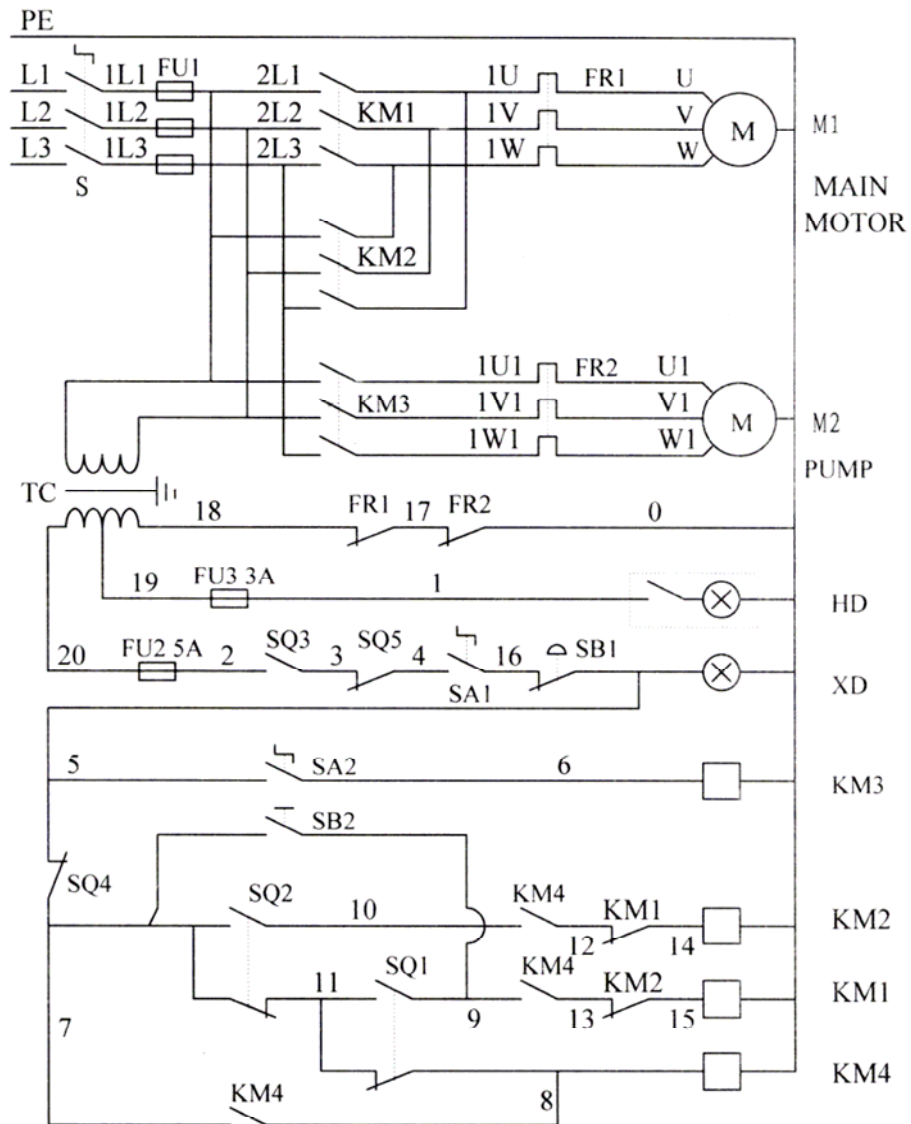 PE
L1 1L1 FU1 2L1 1U FR1 U
L2 1L2 2L2 KM1 1V V M M1
L3 1L3 2L3 1W W
S MAIN
MOTOR
KM2
1U1 FR2 U1
KM3 1V1 V1 M M2
1W1 W1
PUMP
TC
18 FR1 17 FR2 0
19 FU3 3A 1 HD
20 FU2 5A 2 SQ3 3 SQ5 4 SA1 16 SB1 XD
5 SA2 6 KM3
SB2
SQ4
SQ2 10 KM4 12 KM1 14 KM2
11 SQ1 9 KM4 13 KM2 15 KM1
7
KM4
KM4 8